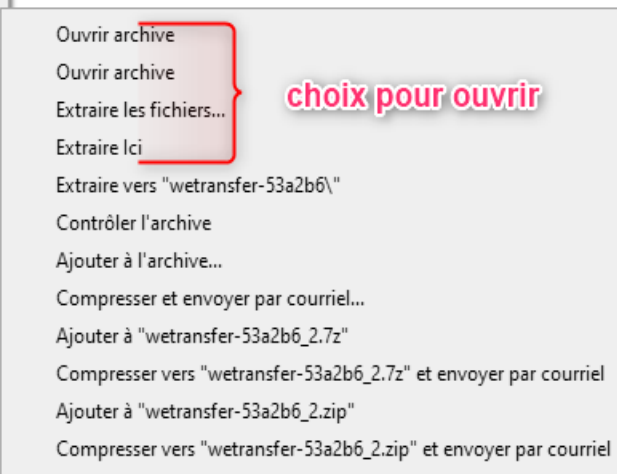 Ouvrir archive
Ouvrir archive
Extraire les fichiers...
Extraire Ici
choix pour ouvrir
Extraire vers "wetransfer-53a2b6\"
Contrôler l'archive
Ajouter à l'archive...
Compresser et envoyer par courriel...
Ajouter à "wetransfer-53a2b6_2.7z"
Compresser vers "wetransfer-53a2b6_2.7z" et envoyer par courriel
Ajouter à "wetransfer-53a2b6_2.zip"
Compresser vers "wetransfer-53a2b6_2.zip" et envoyer par courriel